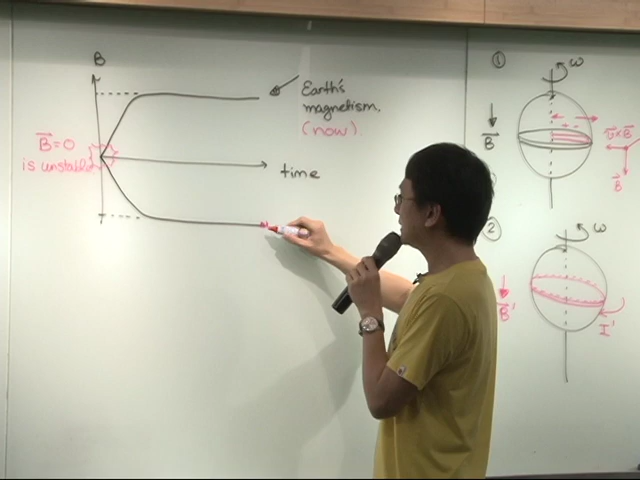 B
Earth's
magnetism.
(now).
B⃗=0
is unstable
time
①
ω
B⃗
v⃗×B⃗
B⃗
②
ω
B⃗'
I'